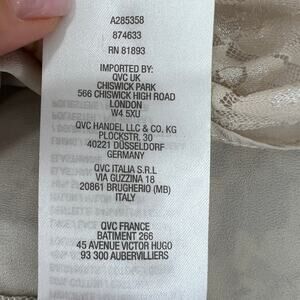 A285358
874633
RN 81893
IMPORTED BY:
QVC UK
CHISWICK PARK
566 CHISWICK HIGH ROAD
LONDON
W4 5XU
QVC HANDEL LLC & CO. KG
PLOCKSTR. 30
40221 DÜSSELDORF
GERMANY
QVC ITALIA S.R.L
VIA GUZZINA 18
20861 BRUGHERIO (MB)
ITALY
QVC FRANCE
BATIMENT 266
45 AVENUE VICTOR HUGO
93 300 AUBERVILLIERS